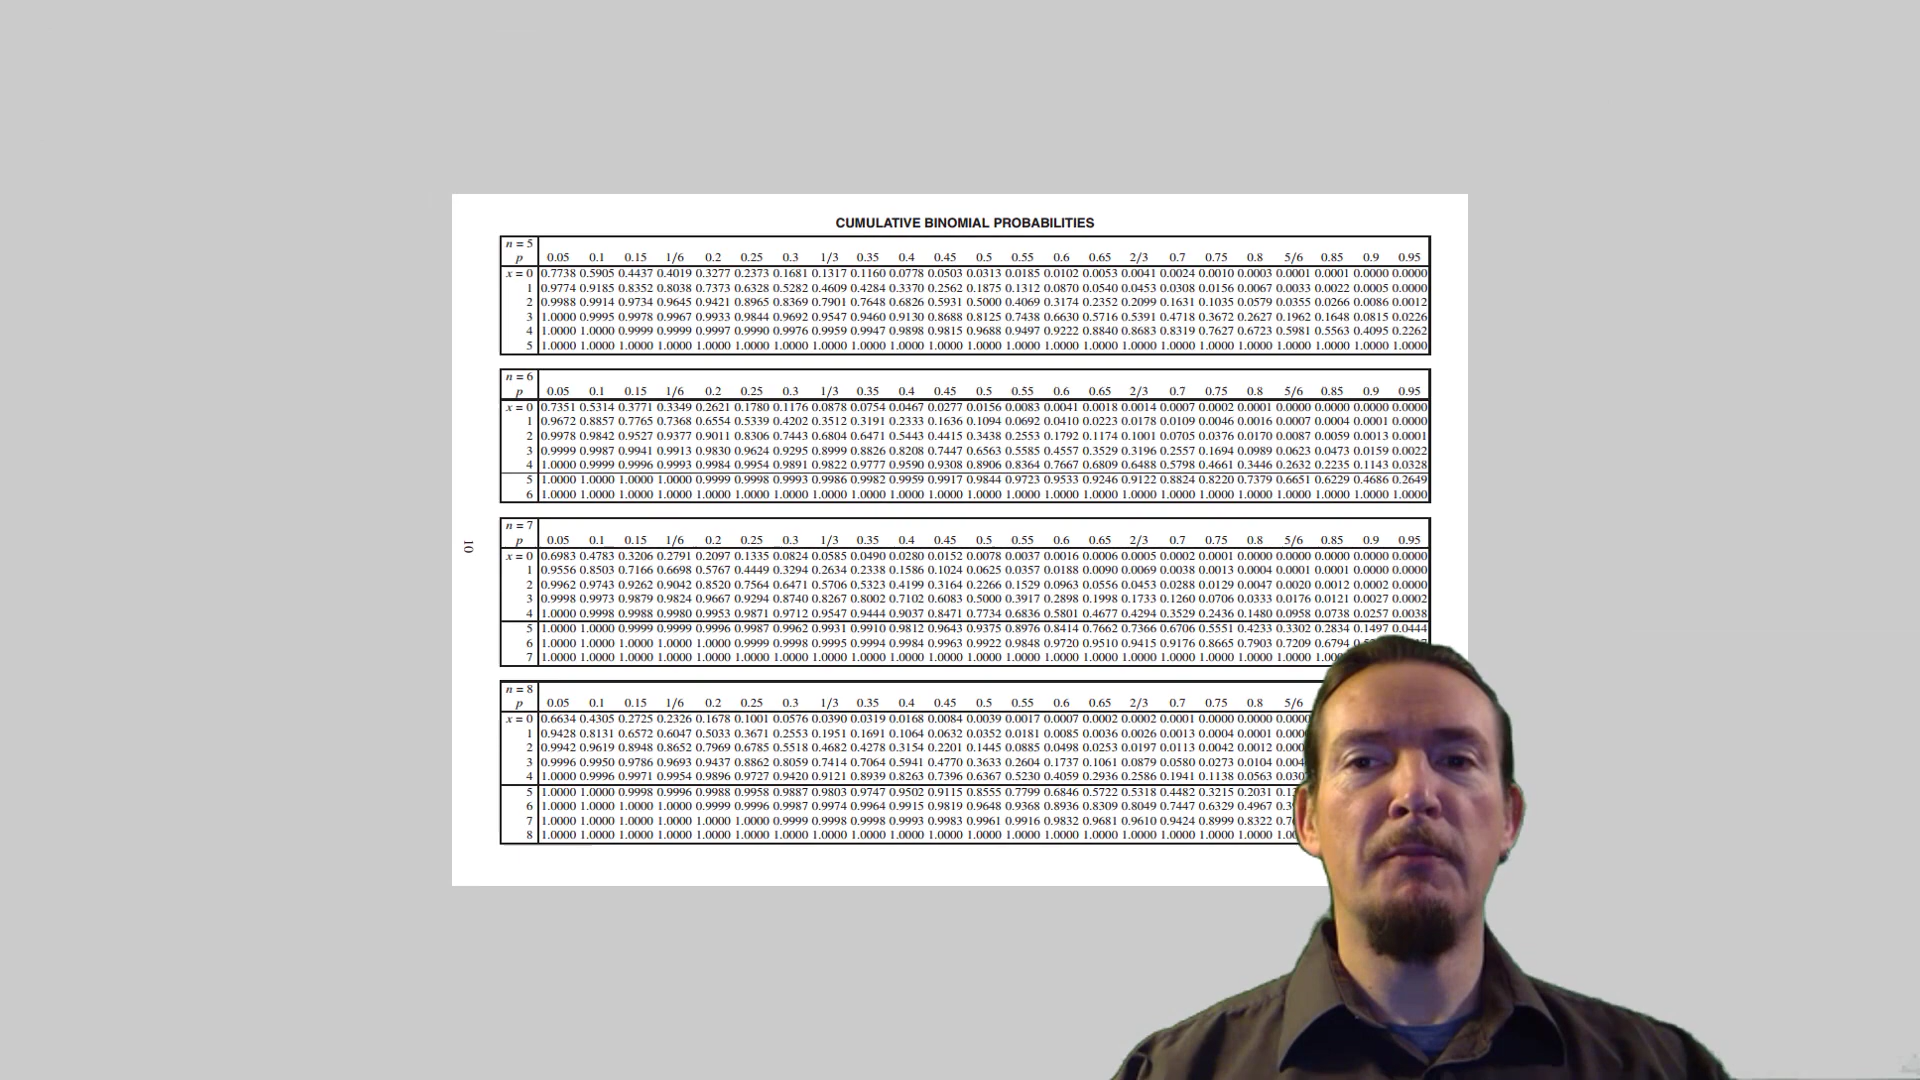 CUMULATIVE BINOMIAL PROBABILITIES
n = 5
p 0.05 0.1 0.15 1/6 0.2 0.25 0.3 1/3 0.35 0.4 0.45 0.5 0.55 0.6 0.65 2/3 0.7 0.75 0.8 5/6 0.85 0.9 0.95
x = 0 0.7738 0.5905 0.4437 0.4019 0.3277 0.2373 0.1681 0.1317 0.1160 0.0778 0.0503 0.0313 0.0185 0.0102 0.0053 0.0041 0.0024 0.0010 0.0003 0.0001 0.0001 0.0000 0.0000
1 0.9774 0.9185 0.8352 0.8038 0.7373 0.6328 0.5282 0.4609 0.4284 0.3370 0.2562 0.1875 0.1312 0.0870 0.0540 0.0453 0.0308 0.0156 0.0067 0.0033 0.0022 0.0005 0.0000
2 0.9988 0.9914 0.9734 0.9645 0.9421 0.8965 0.8369 0.7901 0.7648 0.6826 0.5931 0.5000 0.4069 0.3174 0.2352 0.2099 0.1631 0.1035 0.0579 0.0355 0.0266 0.0086 0.0012
3 1.0000 0.9995 0.9978 0.9967 0.9933 0.9844 0.9692 0.9547 0.9460 0.9130 0.8688 0.8125 0.7438 0.6630 0.5716 0.5391 0.4718 0.3672 0.2627 0.1962 0.1648 0.0815 0.0226
4 1.0000 1.0000 0.9999 0.9999 0.9997 0.9990 0.9976 0.9959 0.9947 0.9898 0.9815 0.9688 0.9497 0.9222 0.8840 0.8683 0.8319 0.7627 0.6723 0.5981 0.5563 0.4095 0.2262
5 1.0000 1.0000 1.0000 1.0000 1.0000 1.0000 1.0000 1.0000 1.0000 1.0000 1.0000 1.0000 1.0000 1.0000 1.0000 1.0000 1.0000 1.0000 1.0000 1.0000 1.0000 1.0000 1.0000
n = 6
p 0.05 0.1 0.15 1/6 0.2 0.25 0.3 1/3 0.35 0.4 0.45 0.5 0.55 0.6 0.65 2/3 0.7 0.75 0.8 5/6 0.85 0.9 0.95
x = 0 0.7351 0.5314 0.3771 0.3349 0.2621 0.1780 0.1176 0.0878 0.0754 0.0467 0.0277 0.0156 0.0083 0.0041 0.0018 0.0014 0.0007 0.0002 0.0001 0.0000 0.0000 0.0000 0.0000
1 0.9672 0.8857 0.7765 0.7368 0.6554 0.5339 0.4202 0.3512 0.3191 0.2333 0.1636 0.1094 0.0692 0.0410 0.0223 0.0178 0.0109 0.0046 0.0016 0.0007 0.0004 0.0001 0.0000
2 0.9978 0.9842 0.9527 0.9377 0.9011 0.8306 0.7443 0.6804 0.6471 0.5443 0.4415 0.3438 0.2553 0.1792 0.1174 0.1001 0.0705 0.0376 0.0170 0.0087 0.0059 0.0013 0.0001
3 0.9999 0.9987 0.9941 0.9913 0.9830 0.9624 0.9295 0.8999 0.8826 0.8208 0.7447 0.6563 0.5585 0.4557 0.3529 0.3196 0.2557 0.1694 0.0989 0.0623 0.0473 0.0159 0.0022
4 1.0000 0.9999 0.9996 0.9993 0.9984 0.9954 0.9891 0.9822 0.9777 0.9590 0.9308 0.8906 0.8364 0.7667 0.6809 0.6488 0.5798 0.4661 0.3446 0.2632 0.2235 0.1143 0.0328
5 1.0000 1.0000 1.0000 1.0000 0.9999 0.9998 0.9993 0.9986 0.9982 0.9959 0.9917 0.9844 0.9723 0.9533 0.9246 0.9122 0.8824 0.8220 0.7379 0.6651 0.6229 0.4686 0.2649
6 1.0000 1.0000 1.0000 1.0000 1.0000 1.0000 1.0000 1.0000 1.0000 1.0000 1.0000 1.0000 1.0000 1.0000 1.0000 1.0000 1.0000 1.0000 1.0000 1.0000 1.0000 1.0000 1.0000
n = 7
p 0.05 0.1 0.15 1/6 0.2 0.25 0.3 1/3 0.35 0.4 0.45 0.5 0.55 0.6 0.65 2/3 0.7 0.75 0.8 5/6 0.85 0.9 0.95
x = 0 0.6983 0.4783 0.3206 0.2791 0.2097 0.1335 0.0824 0.0585 0.0490 0.0280 0.0152 0.0078 0.0037 0.0016 0.0006 0.0005 0.0002 0.0001 0.0000 0.0000 0.0000 0.0000 0.0000
1 0.9556 0.8503 0.7166 0.6698 0.5767 0.4449 0.3294 0.2634 0.2338 0.1586 0.1024 0.0625 0.0357 0.0188 0.0090 0.0069 0.0038 0.0013 0.0004 0.0001 0.0001 0.0000 0.0000
2 0.9962 0.9743 0.9262 0.9042 0.8520 0.7564 0.6471 0.5706 0.5323 0.4199 0.3164 0.2266 0.1529 0.0963 0.0556 0.0453 0.0288 0.0129 0.0047 0.0020 0.0012 0.0002 0.0000
3 0.9998 0.9973 0.9879 0.9824 0.9667 0.9294 0.8740 0.8267 0.8002 0.7102 0.6083 0.5000 0.3917 0.2898 0.1998 0.1733 0.1260 0.0706 0.0333 0.0176 0.0121 0.0027 0.0002
4 1.0000 0.9998 0.9988 0.9980 0.9953 0.9871 0.9712 0.9547 0.9444 0.9037 0.8471 0.7734 0.6836 0.5801 0.4677 0.4294 0.3529 0.2436 0.1480 0.0958 0.0738 0.0257 0.0038
5 1.0000 1.0000 0.9999 0.9999 0.9996 0.9987 0.9962 0.9931 0.9910 0.9812 0.9643 0.9375 0.8976 0.8414 0.7662 0.7366 0.6706 0.5551 0.4233 0.3302 0.2834 0.1497 0.0444
6 1.0000 1.0000 1.0000 1.0000 1.0000 0.9999 0.9998 0.9995 0.9994 0.9984 0.9963 0.9922 0.9848 0.9720 0.9510 0.9415 0.9176 0.8665 0.7903 0.7209 0.6794
7 1.0000 1.0000 1.0000 1.0000 1.0000 1.0000 1.0000 1.0000 1.0000 1.0000 1.0000 1.0000 1.0000 1.0000 1.0000 1.0000 1.0000 1.0000 1.0000 1.0000
10
n = 8
p 0.05 0.1 0.15 1/6 0.2 0.25 0.3 1/3 0.35 0.4 0.45 0.5 0.55 0.6 0.65 2/3 0.7 0.75 0.8 5/6
x = 0 0.6634 0.4305 0.2725 0.2326 0.1678 0.1001 0.0576 0.0390 0.0319 0.0168 0.0084 0.0039 0.0017 0.0007 0.0002 0.0002 0.0001 0.0000 0.0000 0.0000
1 0.9428 0.8131 0.6572 0.6047 0.5033 0.3671 0.2553 0.1951 0.1691 0.1064 0.0632 0.0352 0.0181 0.0085 0.0036 0.0026 0.0013 0.0004 0.0001
2 0.9942 0.9619 0.8948 0.8652 0.7969 0.6785 0.5518 0.4682 0.4278 0.3154 0.2201 0.1445 0.0885 0.0498 0.0253 0.0197 0.0113 0.0042 0.0012
3 0.9996 0.9950 0.9786 0.9693 0.9437 0.8862 0.8059 0.7414 0.7064 0.5941 0.4770 0.3633 0.2604 0.1737 0.1061 0.0879 0.0580 0.0273 0.0104
4 1.0000 0.9996 0.9971 0.9954 0.9896 0.9727 0.9420 0.9121 0.8939 0.8263 0.7396 0.6367 0.5230 0.4059 0.2936 0.2586 0.1941 0.1138 0.0563
5 1.0000 1.0000 0.9998 0.9996 0.9988 0.9958 0.9887 0.9803 0.9747 0.9502 0.9115 0.8555 0.7799 0.6846 0.5722 0.5318 0.4482 0.3215 0.2031
6 1.0000 1.0000 1.0000 1.0000 0.9999 0.9996 0.9987 0.9974 0.9964 0.9915 0.9819 0.9648 0.9368 0.8936 0.8309 0.8049 0.7447 0.6329 0.4967
7 1.0000 1.0000 1.0000 1.0000 1.0000 1.0000 0.9999 0.9998 0.9998 0.9993 0.9983 0.9961 0.9916 0.9832 0.9681 0.9610 0.9424 0.8999 0.8322
8 1.0000 1.0000 1.0000 1.0000 1.0000 1.0000 1.0000 1.0000 1.0000 1.0000 1.0000 1.0000 1.0000 1.0000 1.0000 1.0000 1.0000 1.0000 1.0000